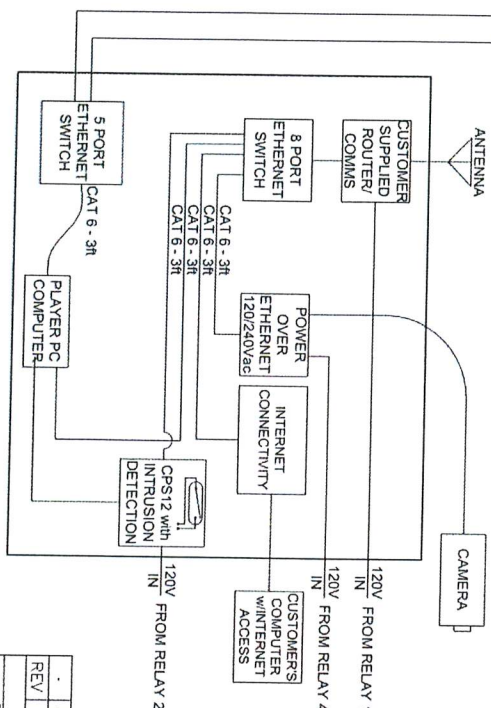 ANTENNA
CUSTOMER
SUPPLIED
ROUTER/
COMMS
8 PORT
ETHERNET
SWITCH
5 PORT
ETHERNET
SWITCH
CAT 6 - 3ft
CAT 6 - 3ft
CAT 6 - 3ft
CAT 6 - 3ft
CAT 6 - 3ft
POWER
OVER
ETHERNET
120/240Vac
PLAYER PC
COMPUTER
INTERNET
CONNECTIVITY
CPS12 with
INTRUSION
DETECTION
CAMERA
120V
IN
FROM RELAY
120V
IN
FROM RELAY 4
CUSTOMER'S
COMPUTER
w/INTERNET
ACCESS
120V
IN
FROM RELAY 2
-
REV